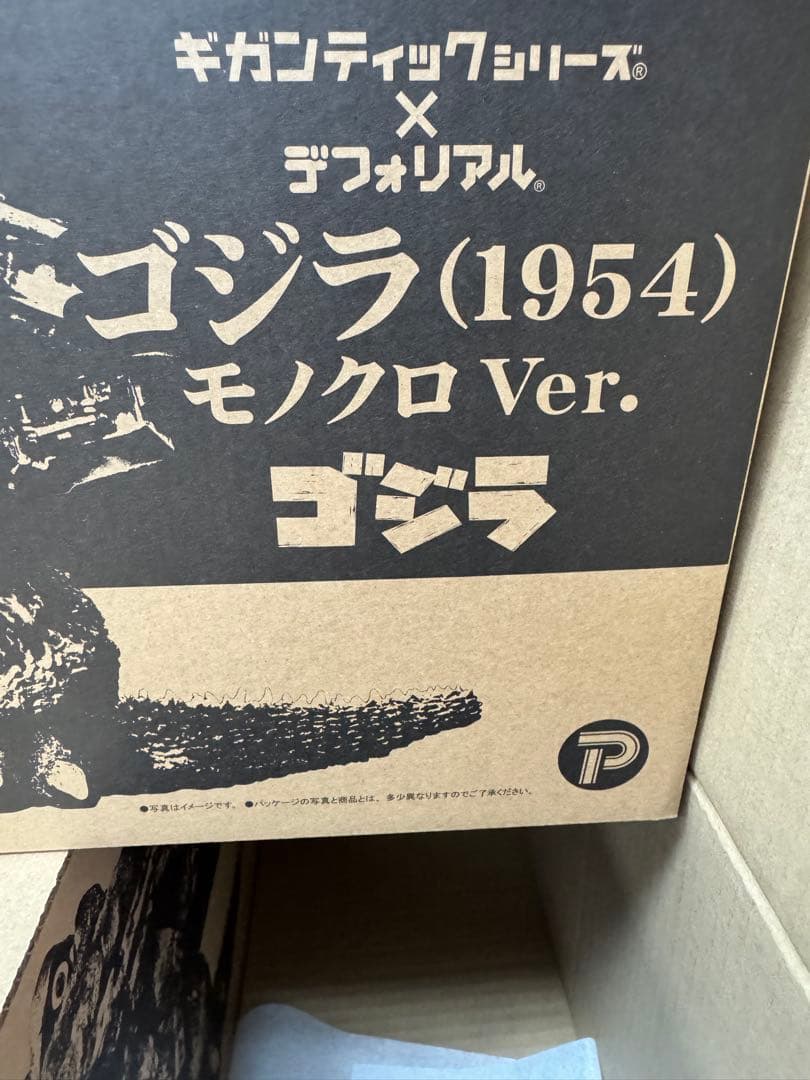 ギガンティックシリーズ®
×
デフォリアル®
ゴジラ(1954)
モノクロ Ver.
ゴジラ
●写真はイメージです。 ●パッケージの写真と商品とは、多少異なりますのでご了承ください。